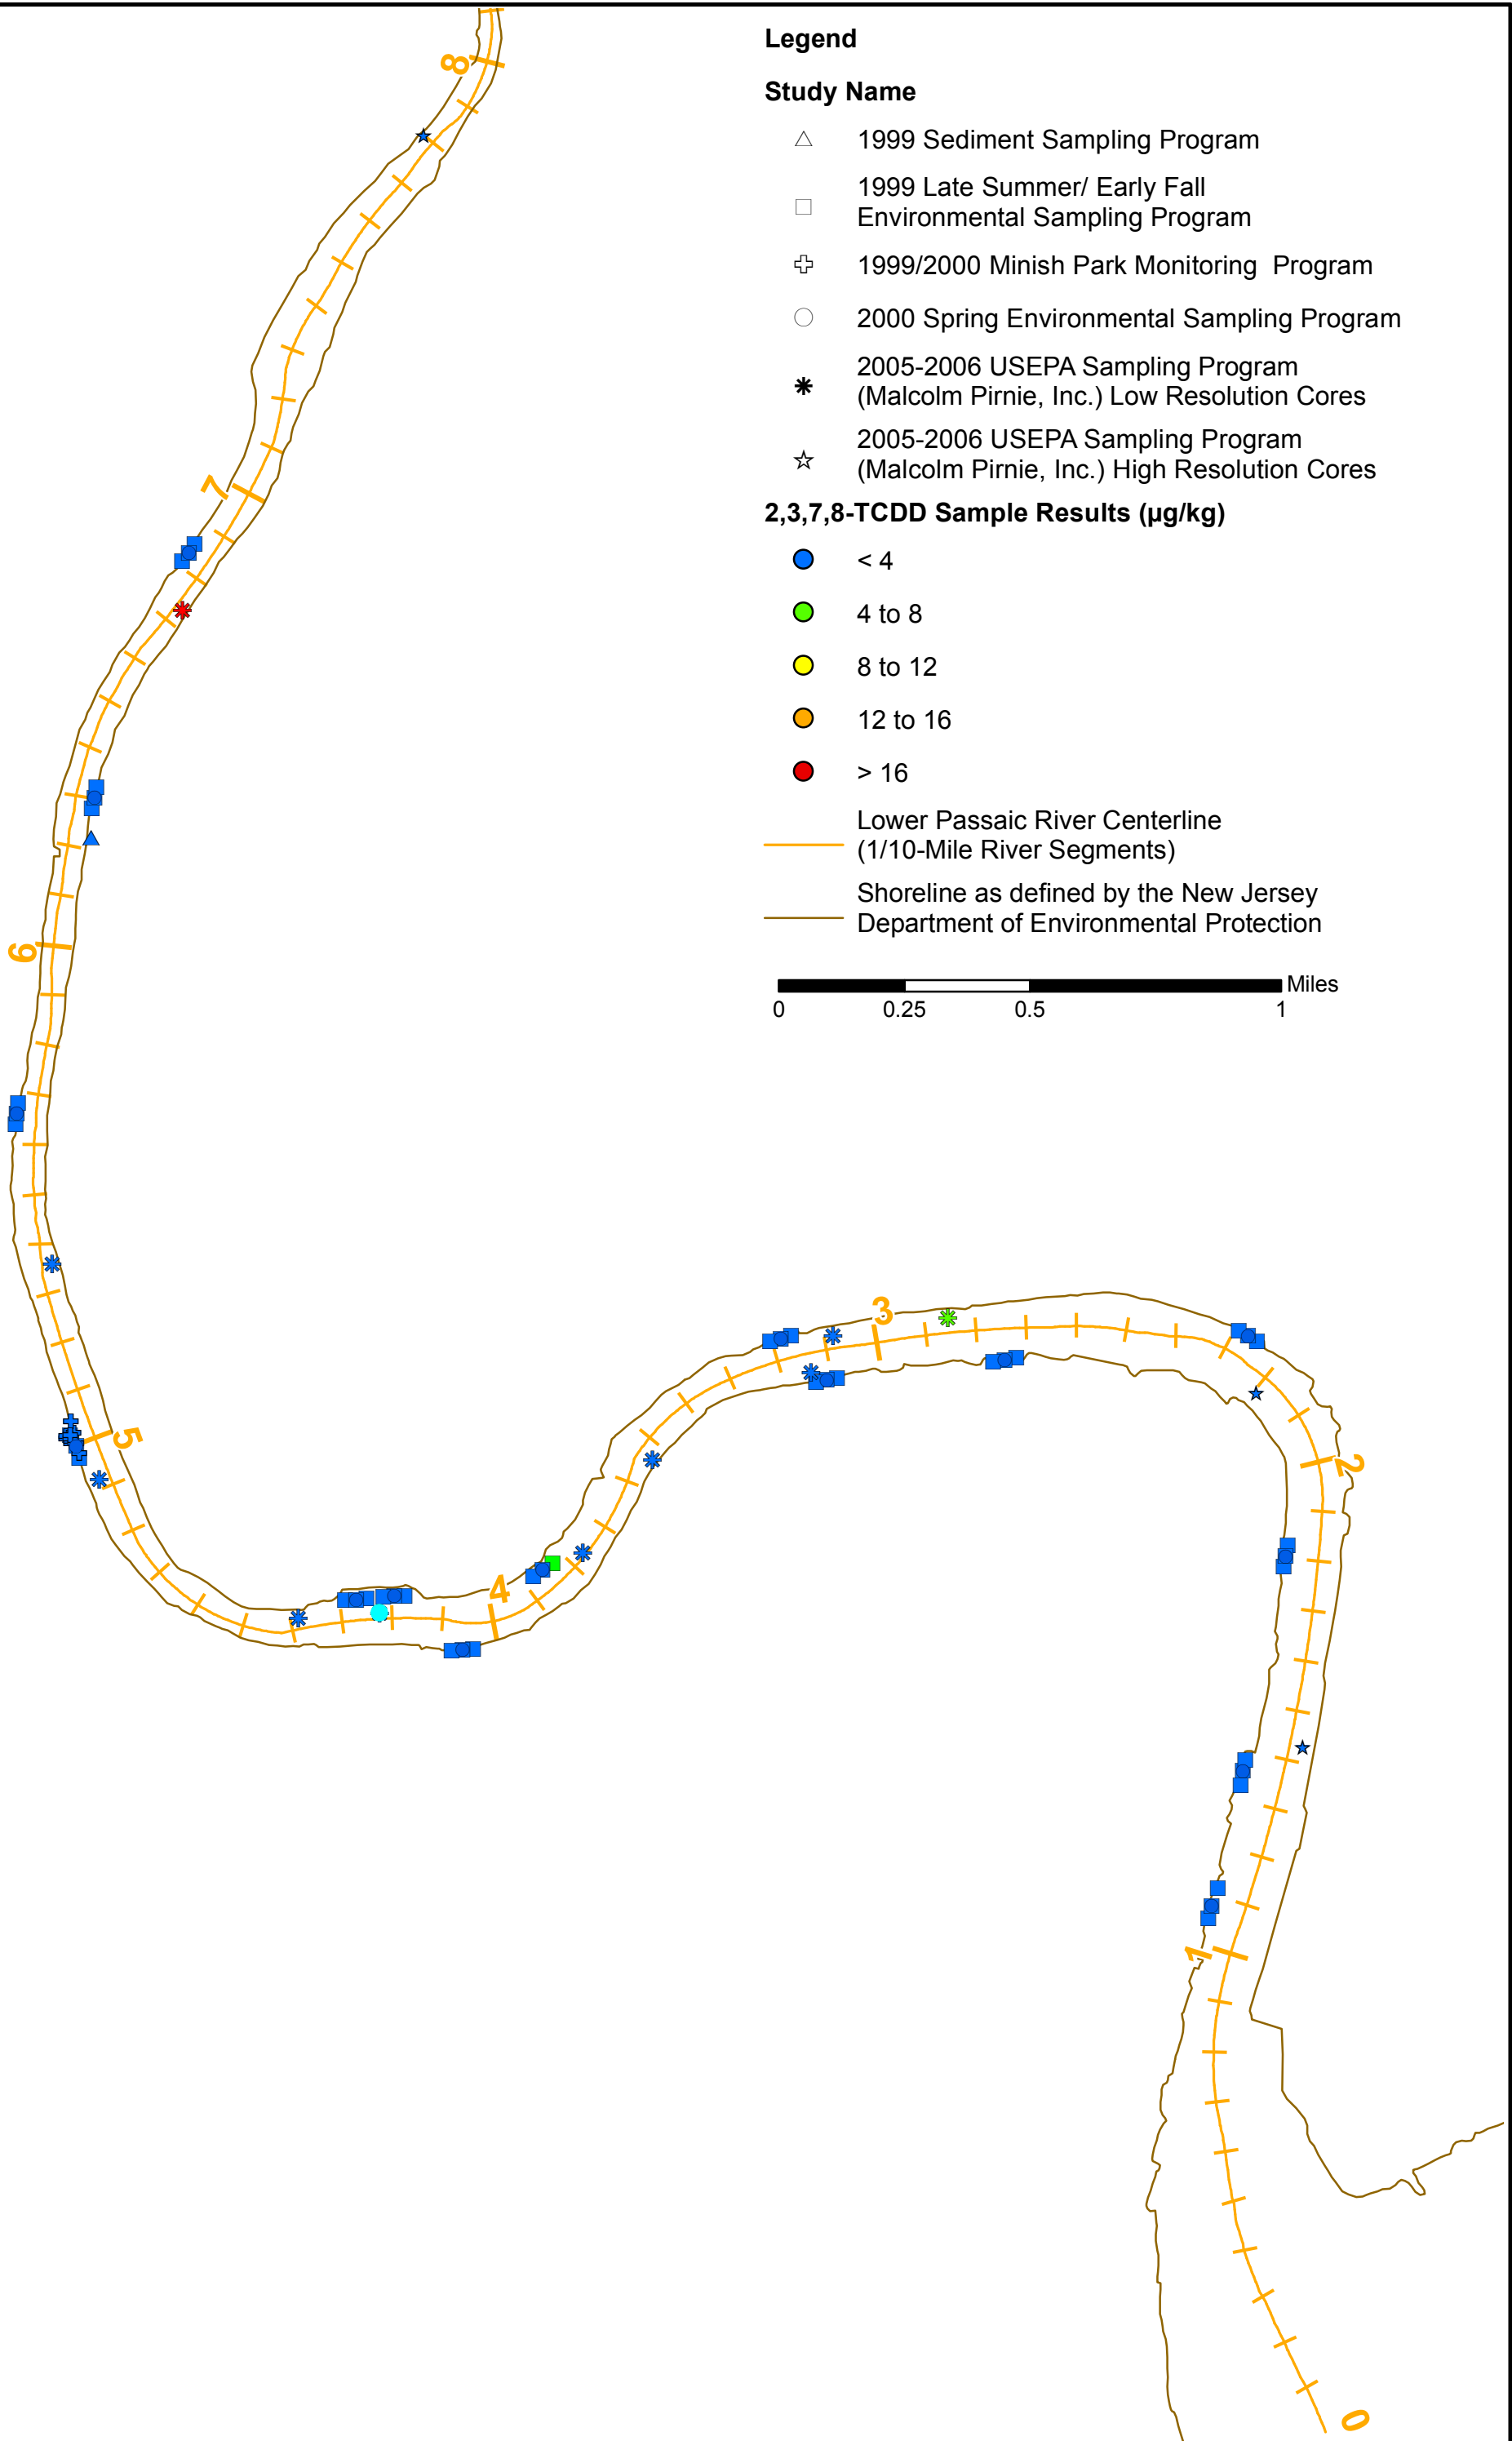 Legend
Study Name
1999 Sediment Sampling Program
1999 Late Summer/ Early Fall
Environmental Sampling Program
1999/2000 Minish Park Monitoring Program
2000 Spring Environmental Sampling Program
2005-2006 USEPA Sampling Program
(Malcolm Pirnie, Inc.) Low Resolution Cores
2005-2006 USEPA Sampling Program
(Malcolm Pirnie, Inc.) High Resolution Cores
2,3,7,8-TCDD Sample Results (µg/kg)
< 4
4 to 8
8 to 12
12 to 16
> 16
Lower Passaic River Centerline
(1/10-Mile River Segments)
Shoreline as defined by the New Jersey
Department of Environmental Protection
Miles
0 0.25 0.5 1
8
7
6
5
4
3
2
1
0